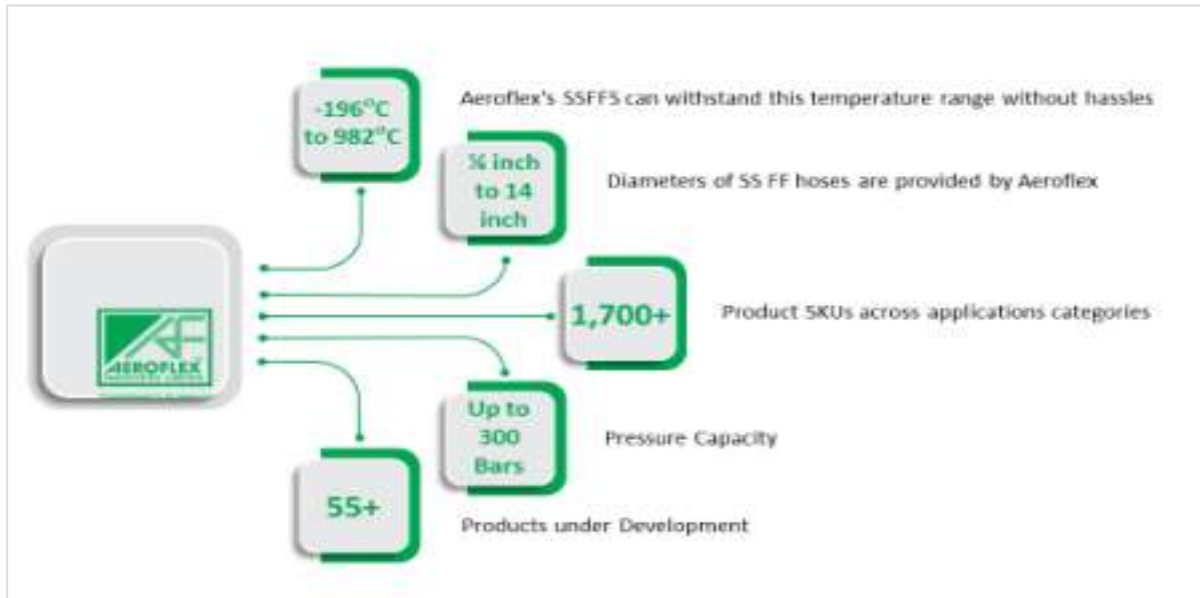 -196°C
to 982°C
Aeroflex's SSFFS can withstand this temperature range without hassles
inch
to 14
inch
Diameters of SS FF hoses are provided by Aeroflex
1,700+
Product SKUs across applications categories
AEROFLEX
Up to
300
Bars
Pressure Capacity
55+
Products under Development